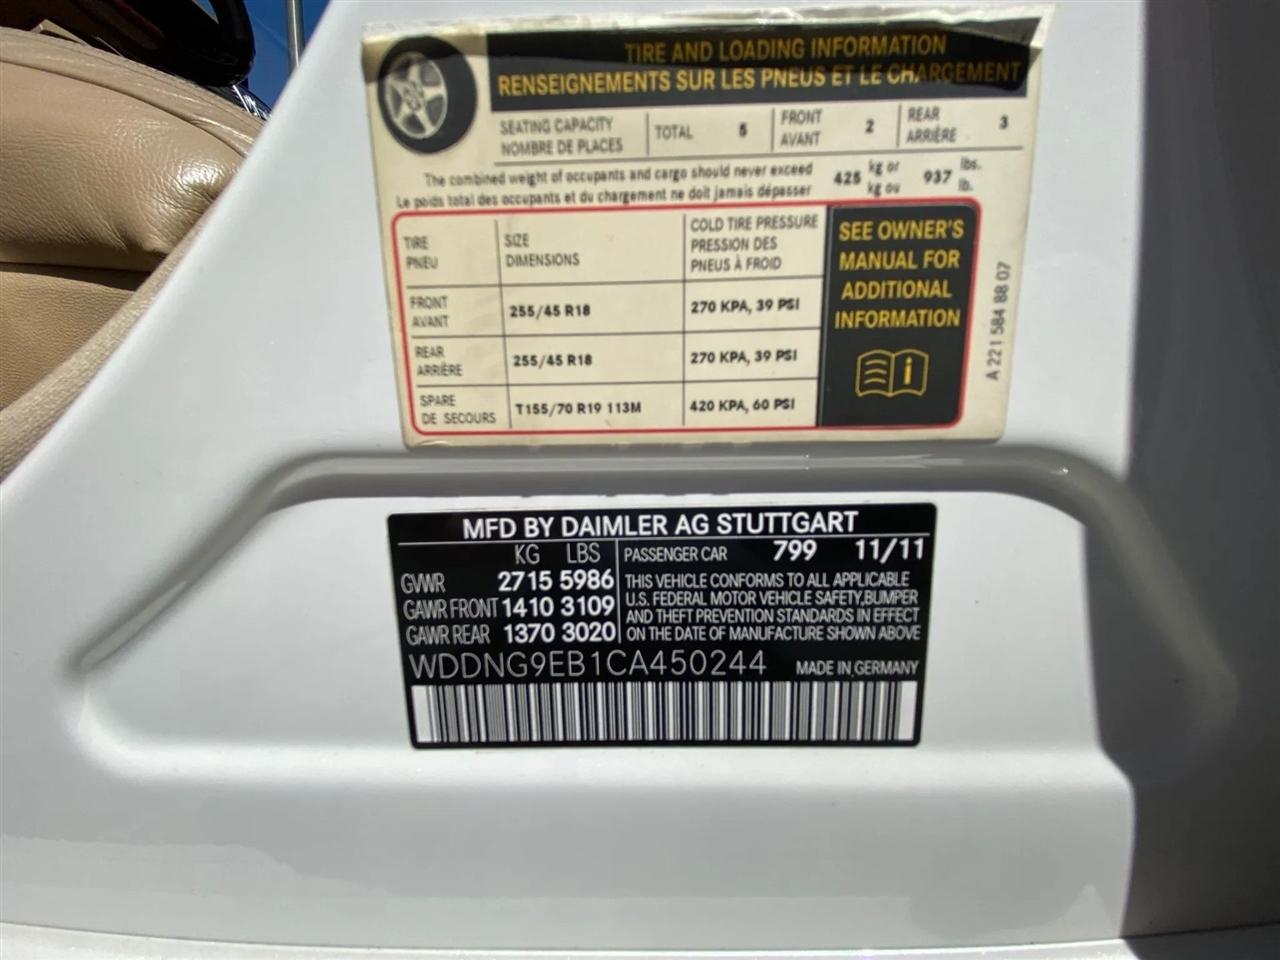 TIRE AND LOADING INFORMATION
RENSEIGNEMENTS SUR LES PNEUS ET LE CHARGEMENT
SEATING CAPACITY
NOMBRE DE PLACES
TOTAL 5
FRONT
AVANT
2
REAR
ARRIÈRE
3
The combined weight of occupants and cargo should never exceed 425 kg or 937 lbs.
Le poids total des occupants et du chargement ne doit jamais dépasser kg ou lb.
TIRE
PNEU
SIZE
DIMENSIONS
COLD TIRE PRESSURE
PRESSION DES
PNEUS À FROID
FRONT
AVANT
255/45 R18
270 KPA, 39 PSI
REAR
ARRIÈRE
255/45 R18
270 KPA, 39 PSI
SPARE
DE SECOURS
T155/70 R19 113M
420 KPA, 60 PSI
SEE OWNER'S
MANUAL FOR
ADDITIONAL
INFORMATION
A 221 584 88 07
MFD BY DAIMLER AG STUTTGART
KG LBS
GVWR 2715 5986
GAWR FRONT 1410 3109
GAWR REAR 1370 3020
PASSENGER CAR 799 11/11
THIS VEHICLE CONFORMS TO ALL APPLICABLE
U.S. FEDERAL MOTOR VEHICLE SAFETY,BUMPER
AND THEFT PREVENTION STANDARDS IN EFFECT
ON THE DATE OF MANUFACTURE SHOWN ABOVE
WDDNG9EB1CA450244 MADE IN GERMANY